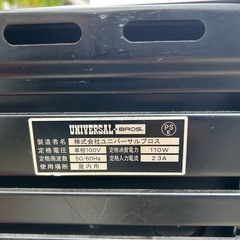 UNIVERSAL-BROS.
PS
E
製造者名 株式会社ユニバーサルブロス
定格電圧 単相100V 定格消費電力 110W
定格周波数 50/60Hz 定格入力電流 2.3A
使用場所 屋内用